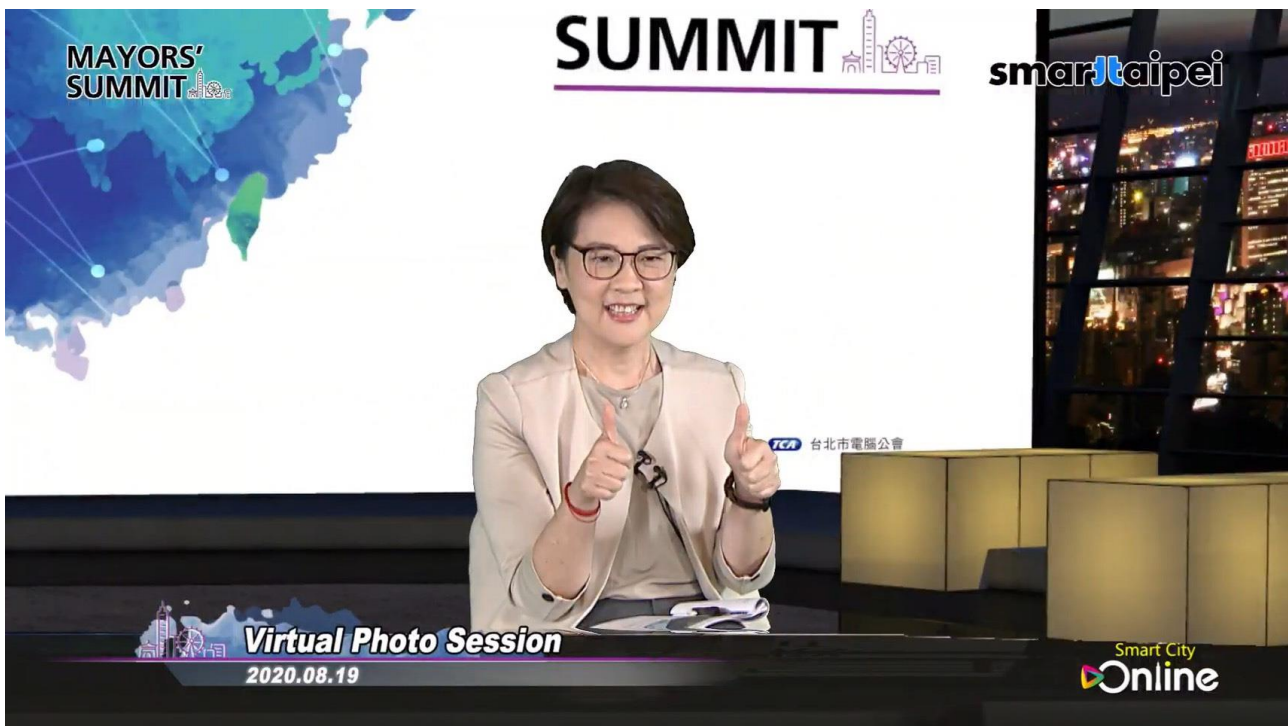 MAYORS'
SUMMIT
SUMMIT
smarttaipei
TCA 台北市電腦公會
Virtual Photo Session
2020.08.19
Smart City
Online